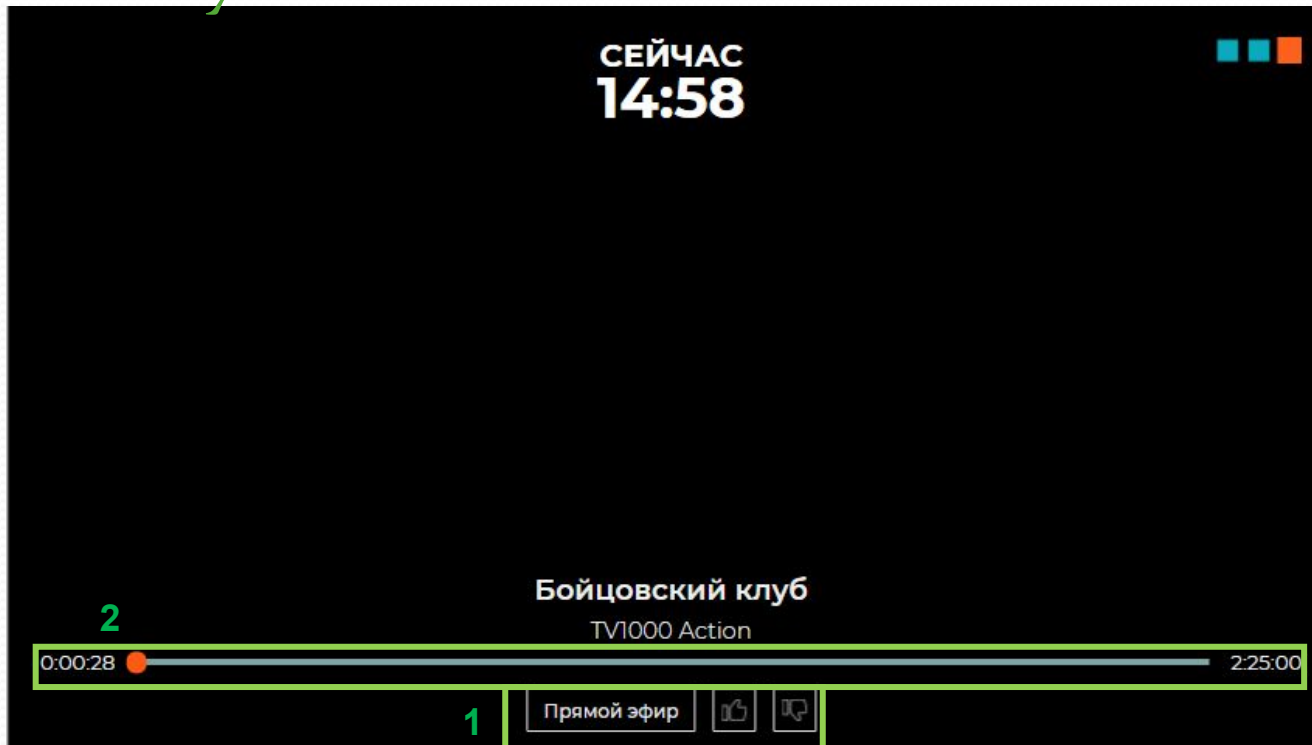 СЕЙЧАС
14:58
Бойцовский клуб
2
TV1000 Action
0:00:28 2:25:00
1 Прямой эфир